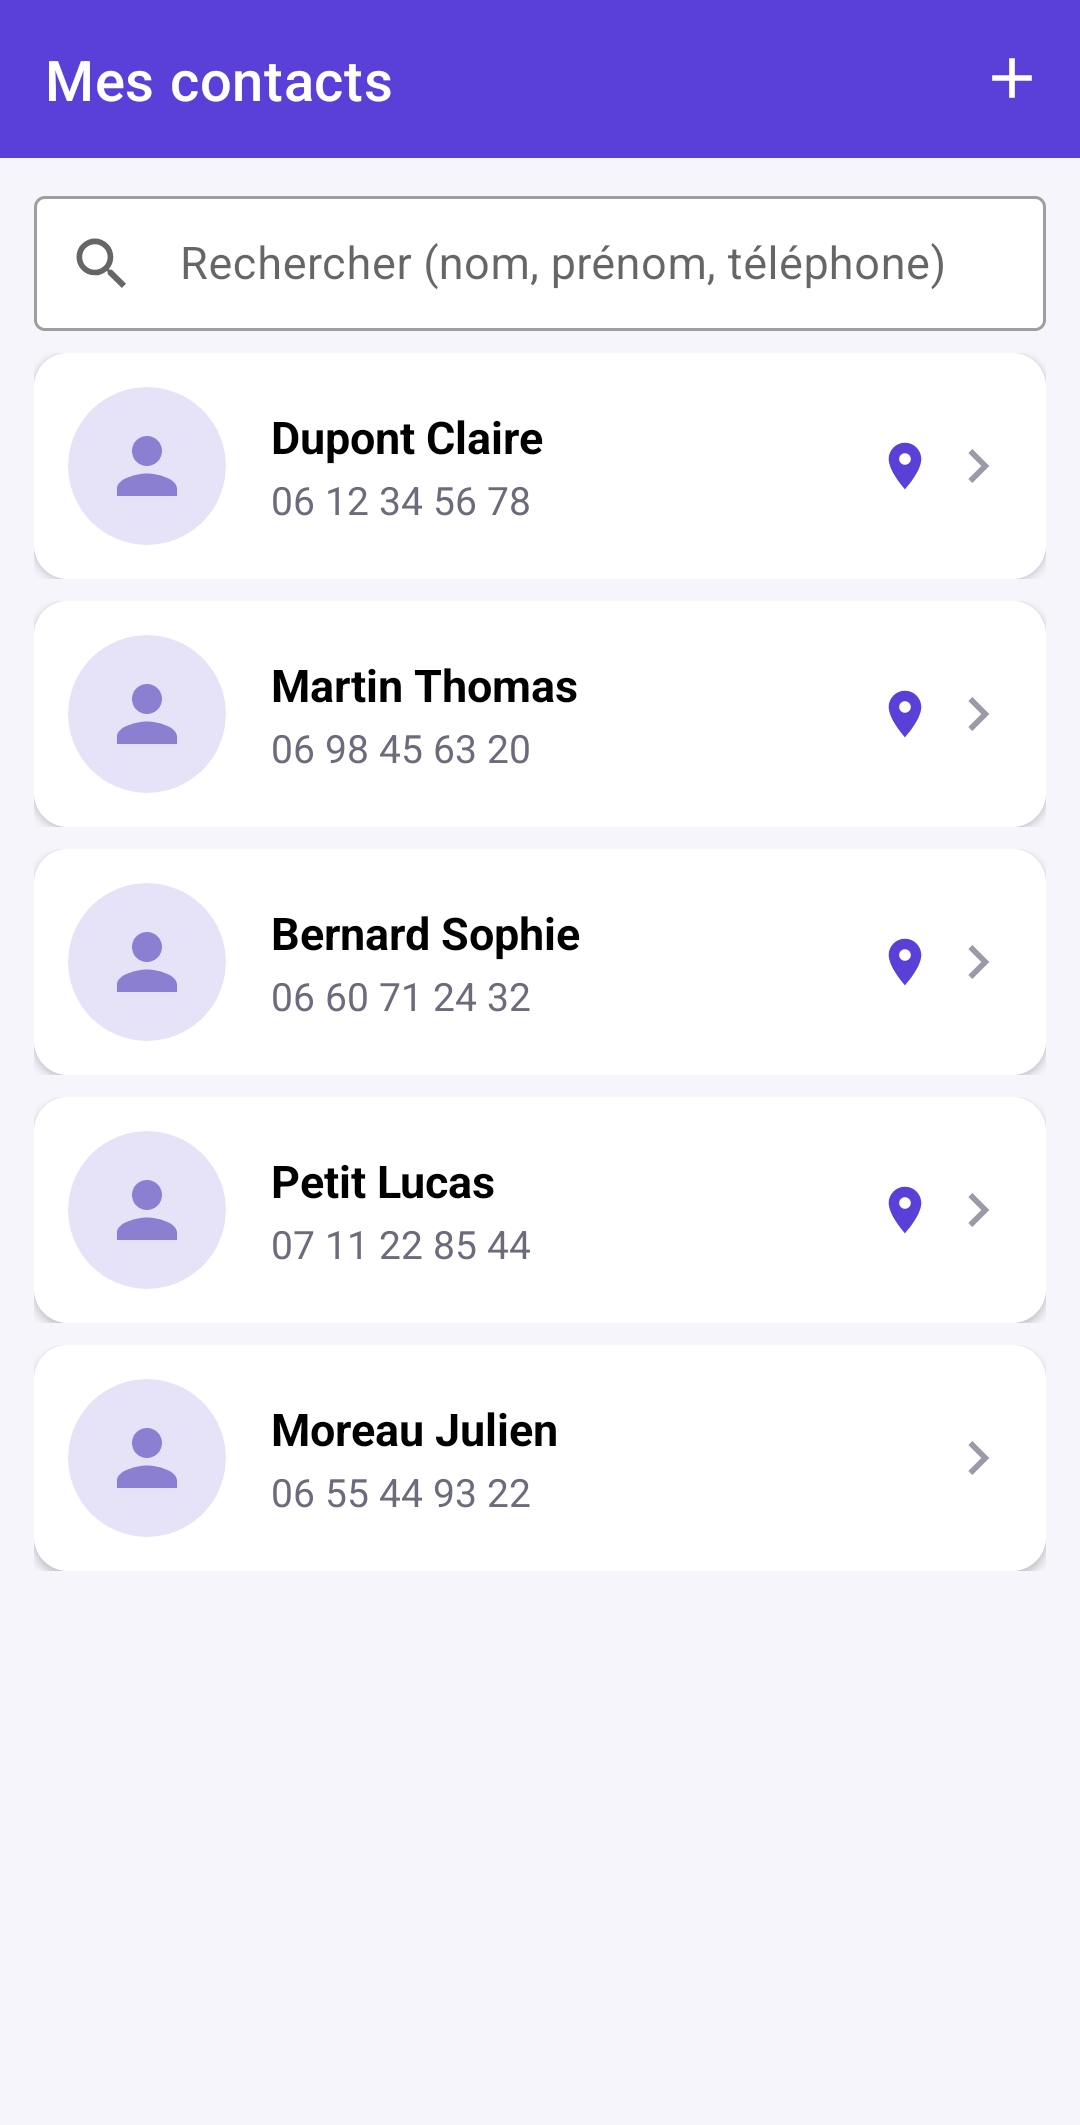 Mes contacts
Rechercher (nom, prénom, téléphone)
Dupont Claire
06 12 34 56 78
Martin Thomas
06 98 45 63 20
Bernard Sophie
06 60 71 24 32
Petit Lucas
07 11 22 85 44
Moreau Julien
06 55 44 93 22